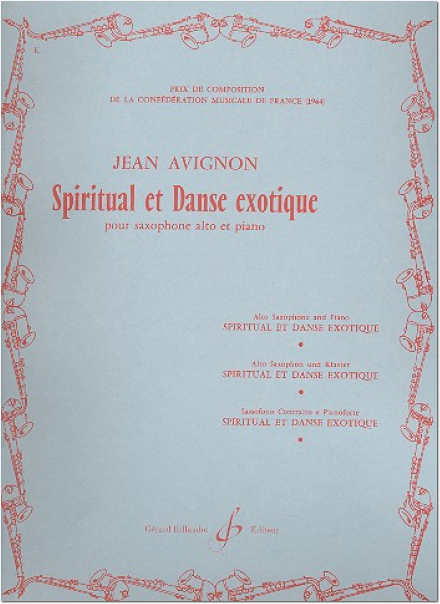 K
PRIX DE COMPOSITION
DE LA CONFÉDÉRATION MUSICALE DE FRANCE (1964)
JEAN AVIGNON
Spiritual et Danse exotique
pour saxophone alto et piano
Alto Saxophone and Piano
SPIRITUAL ET DANSE EXOTIQUE
Alto Saxophon und Klavier
SPIRITUAL ET DANSE EXOTIQUE
Sassofono Contralto e Pianoforte
SPIRITUAL ET DANSE EXOTIQUE
Gérard Billaudot Éditeur